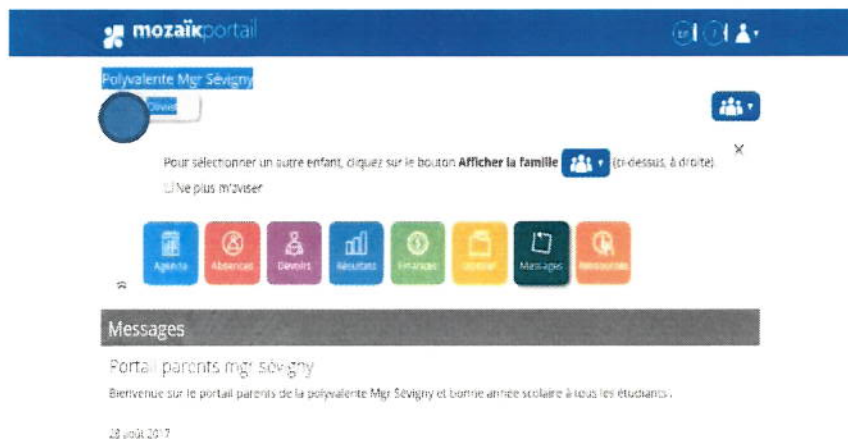 mozaïkportail
En
Polyvalente Mgr Sévigny
Olivier
Pour sélectionner un autre enfant, cliquez sur le bouton Afficher la famille (ci-dessus, à droite).
Ne plus m'aviser
Agenda Absences Devoirs Résultats Finances Dossier Messages Ressources
Messages
Portail parents mgr sévigny
Bienvenue sur le portail parents de la polyvalente Mgr Sévigny et bonne année scolaire à tous les étudiants .
28 août 2017